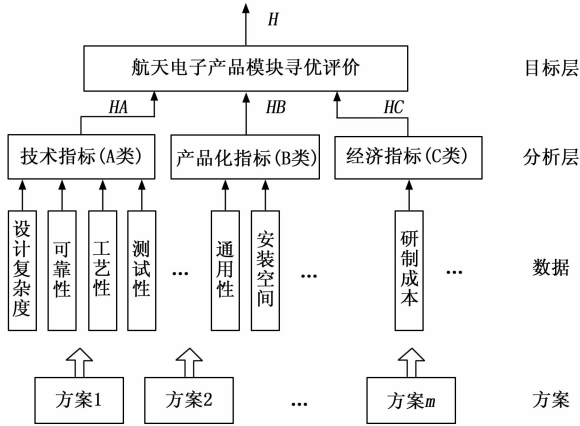 H
航天电子产品模块寻优评价
目标层
HA
HB
HC
技术指标(A类)
产品化指标(B类)
经济指标(C类)
分析层
设计复杂度
可靠性
工艺性
测试性
...
通用性
安装空间
...
研制成本
...
数据
方案1
方案2
...
方案m
方案